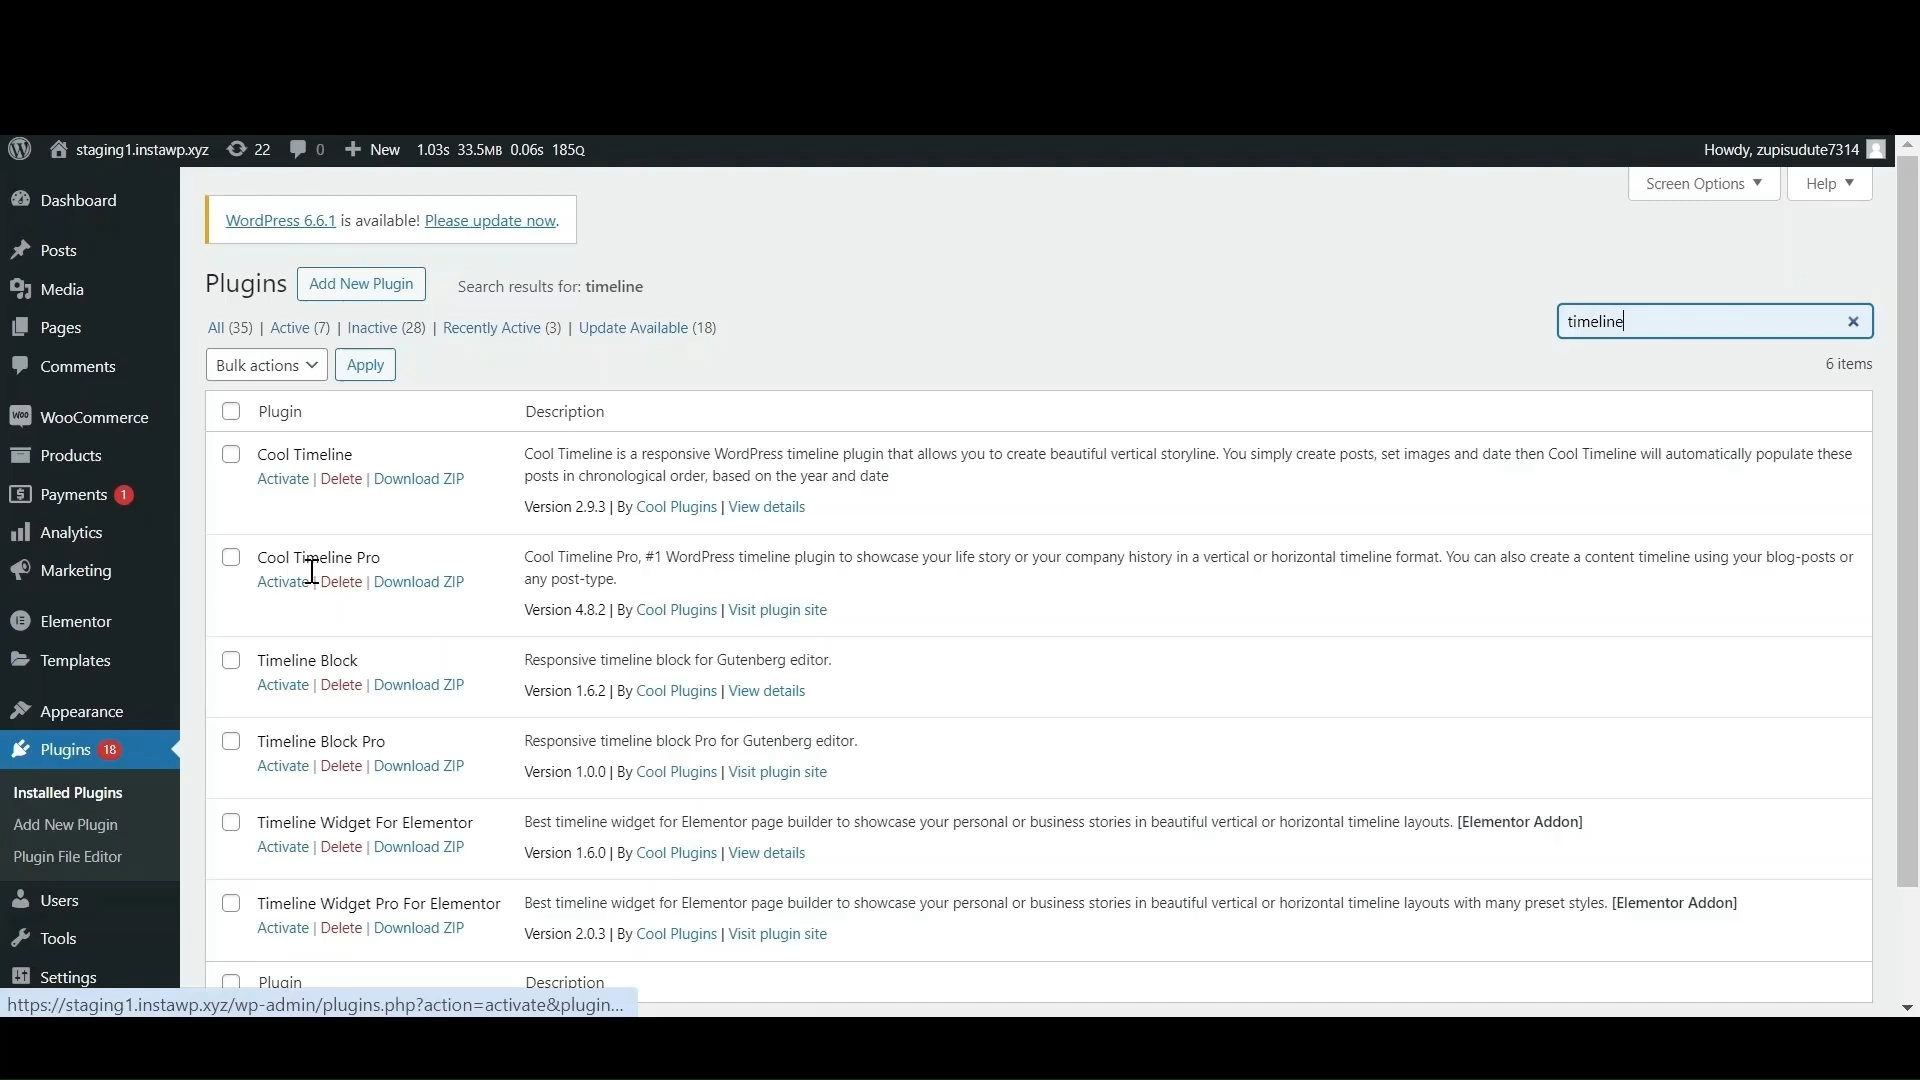 staging1.instawp.xyz 22 0 New 1.03s 33.5MB 0.06s 185Q Howdy, zupisudute7314
Screen Options Help
WordPress 6.6.1 is available! Please update now.
Plugins Add New Plugin Search results for: timeline
All (35) | Active (7) | Inactive (28) | Recently Active (3) | Update Available (18)
timeline
Bulk actions Apply
6 items
Plugin Description
Cool Timeline
Activate | Delete | Download ZIP
Cool Timeline is a responsive WordPress timeline plugin that allows you to create beautiful vertical storyline. You simply create posts, set images and date then Cool Timeline will automatically populate these
posts in chronological order, based on the year and date
Version 2.9.3 | By Cool Plugins | View details
Cool Timeline Pro
Activate | Delete | Download ZIP
Cool Timeline Pro, #1 WordPress timeline plugin to showcase your life story or your company history in a vertical or horizontal timeline format. You can also create a content timeline using your blog-posts or
any post-type.
Version 4.8.2 | By Cool Plugins | Visit plugin site
Timeline Block
Activate | Delete | Download ZIP
Responsive timeline block for Gutenberg editor.
Version 1.6.2 | By Cool Plugins | View details
Timeline Block Pro
Activate | Delete | Download ZIP
Responsive timeline block Pro for Gutenberg editor.
Version 1.0.0 | By Cool Plugins | Visit plugin site
Timeline Widget For Elementor
Activate | Delete | Download ZIP
Best timeline widget for Elementor page builder to showcase your personal or business stories in beautiful vertical or horizontal timeline layouts. [Elementor Addon]
Version 1.6.0 | By Cool Plugins | View details
Timeline Widget Pro For Elementor
Activate | Delete | Download ZIP
Best timeline widget for Elementor page builder to showcase your personal or business stories in beautiful vertical or horizontal timeline layouts with many preset styles. [Elementor Addon]
Version 2.0.3 | By Cool Plugins | Visit plugin site
Plugin Description
Dashboard
Posts
Media
Pages
Comments
Woo WooCommerce
Products
Payments 1
Analytics
Marketing
Elementor
Templates
Appearance
Plugins 18
Installed Plugins
Add New Plugin
Plugin File Editor
Users
Tools
Settings
https://staging1.instawp.xyz/wp-admin/plugins.php?action=activate&plugin...